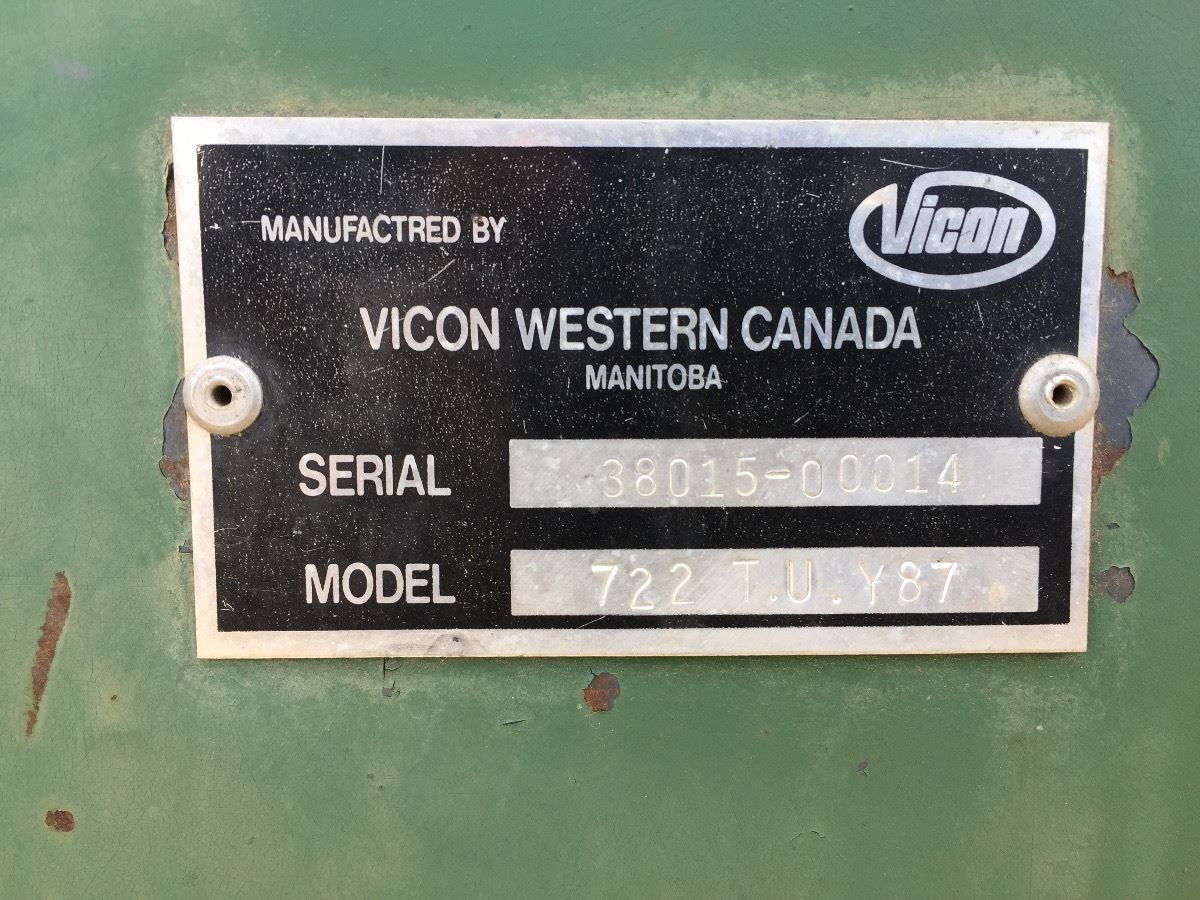 Vicon
MANUFACTRED BY
VICON WESTERN CANADA
MANITOBA
SERIAL 38015-00014
MODEL 722 T.U.Y87